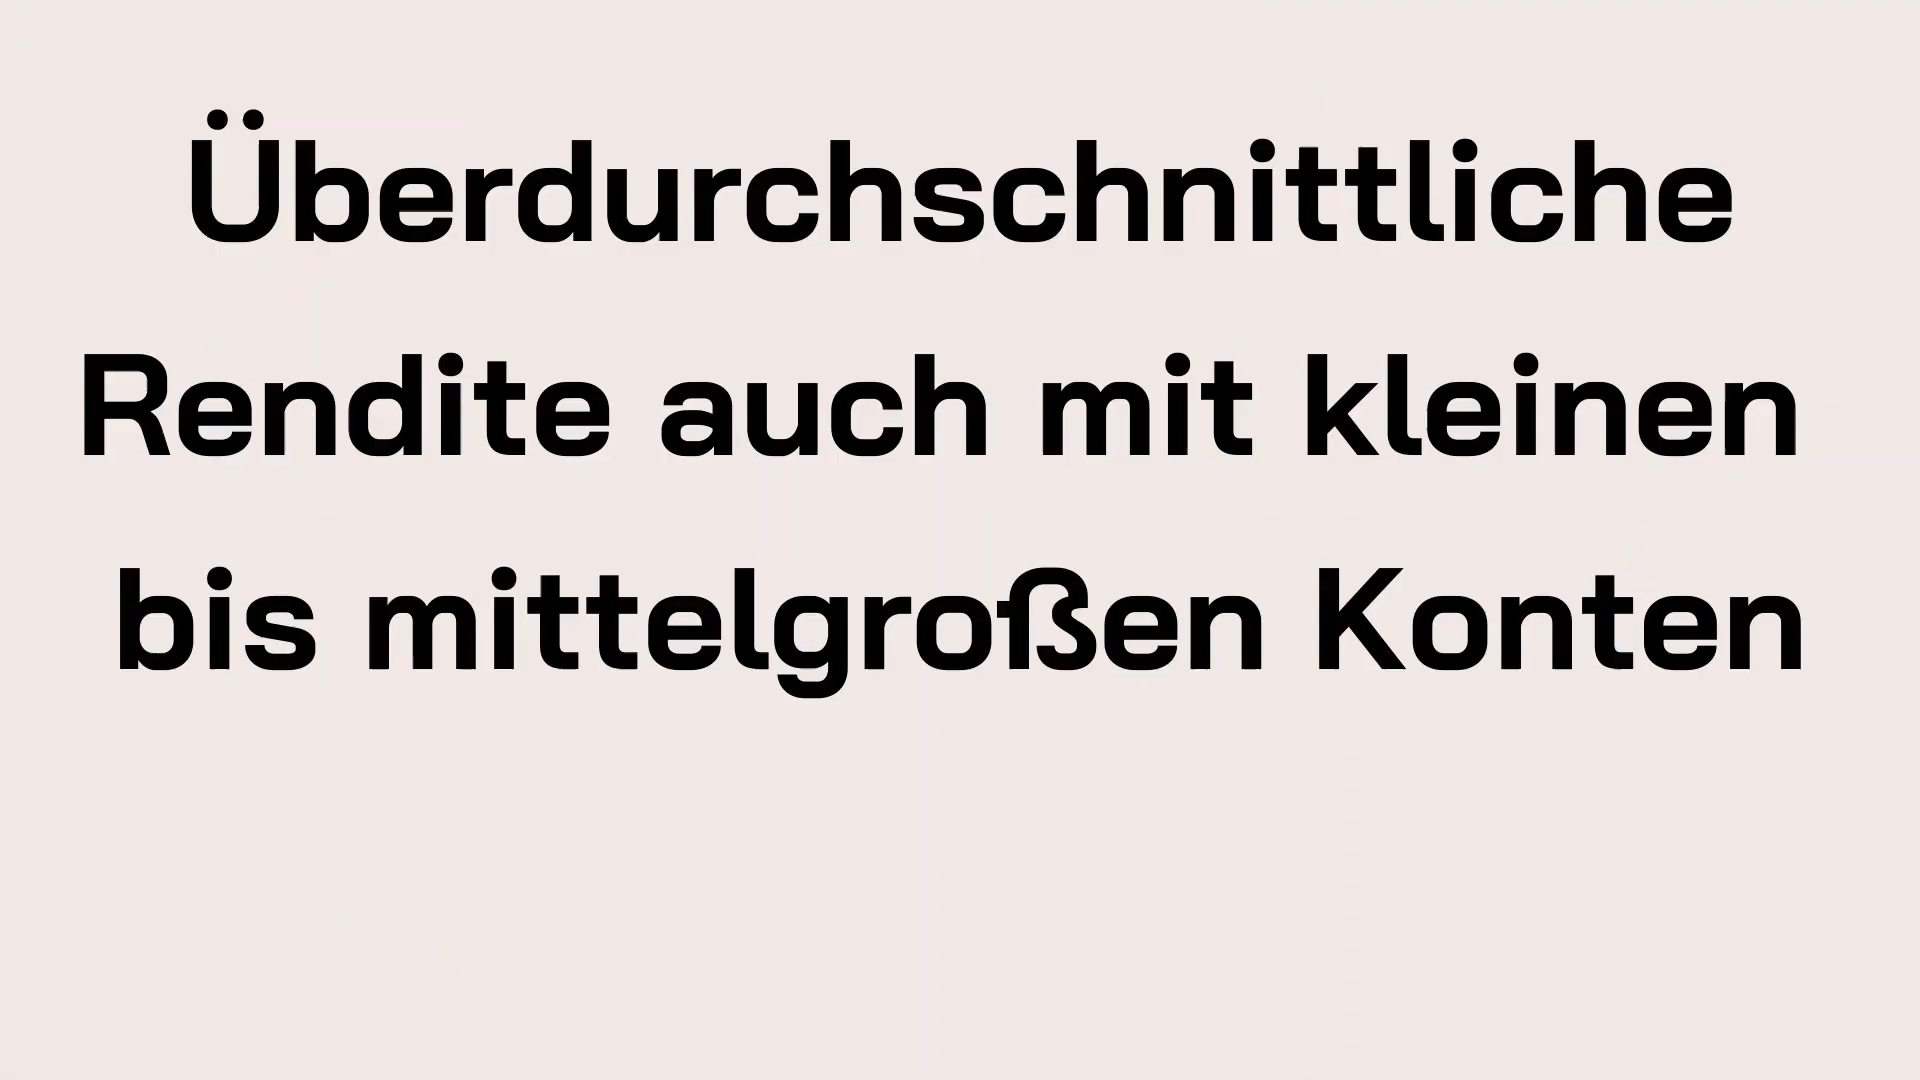 Überdurchschnittliche
Rendite auch mit kleinen
bis mittelgroßen Konten